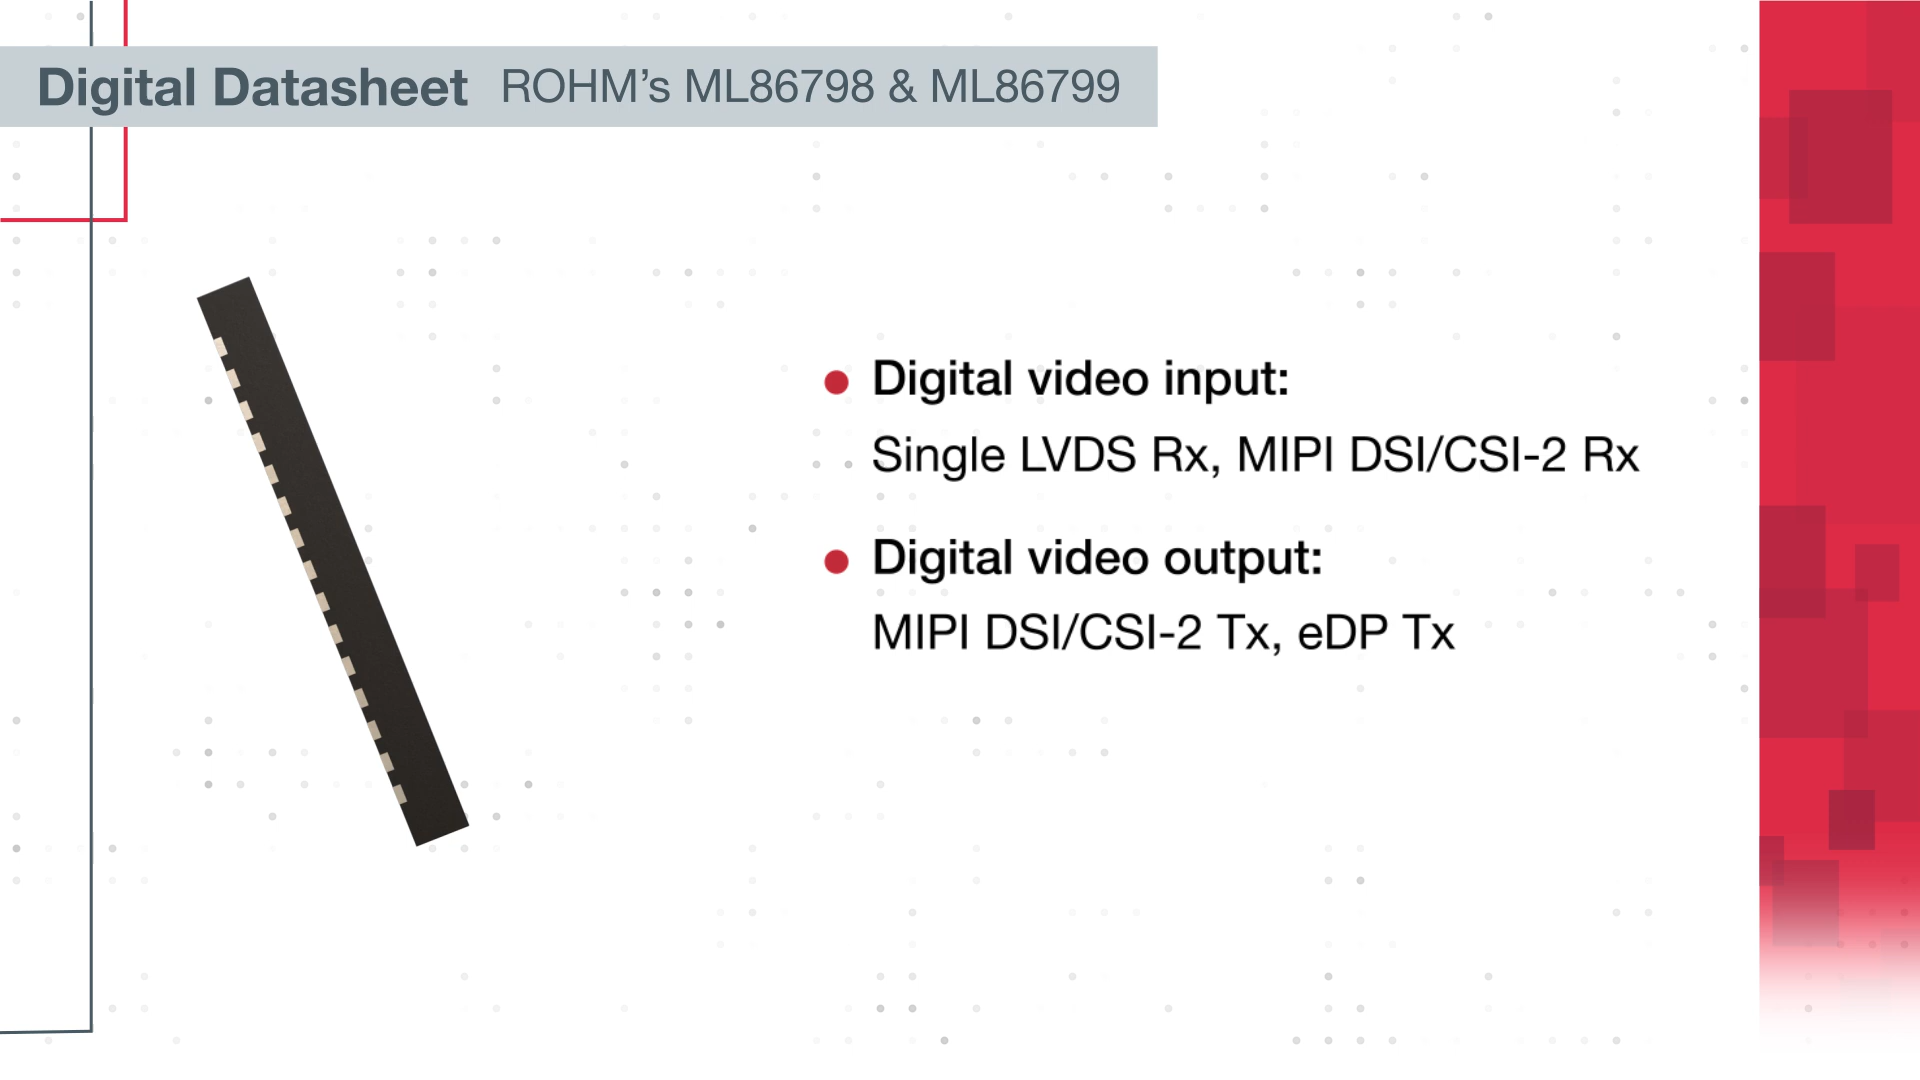 Digital Datasheet ROHM’s ML86798 & ML86799
Digital video input:
Single LVDS Rx, MIPI DSI/CSI-2 Rx
Digital video output:
MIPI DSI/CSI-2 Tx, eDP Tx